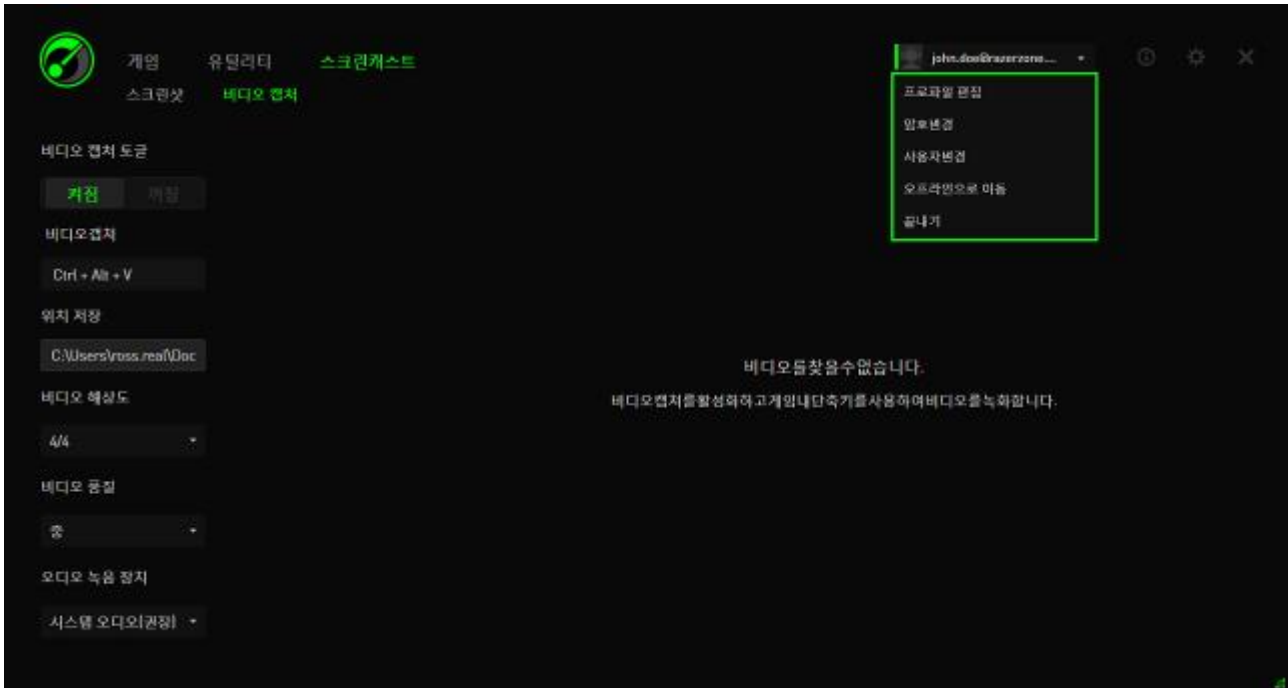 게임 유틸리티 스크린캐스트
john.doe@razerzone...
스크린샷 비디오 캡처
프로파일 편집
암호변경
사용자변경
오프라인으로 이동
끝내기
비디오 캡처 토글
켜짐 꺼짐
비디오캡처
Ctrl + Alt + V
위치 저장
C:\Users\ross.real\Doc
비디오 해상도
4/4
비디오 품질
중
오디오 녹음 장치
시스템 오디오(권장)
비디오를찾을수없습니다.
비디오캡처를활성화하고게임내단축키를사용하여비디오를녹화합니다.